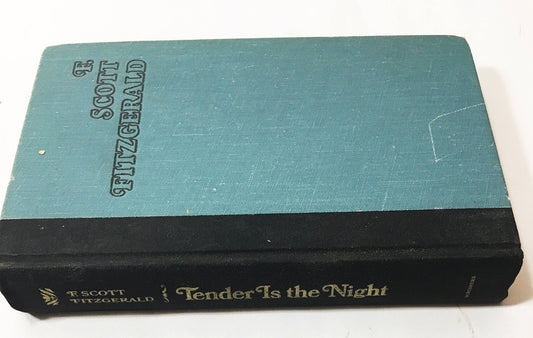 F
SCOTT
FITZGERALD
F SCOTT
FITZGERALD
Tender Is the Night